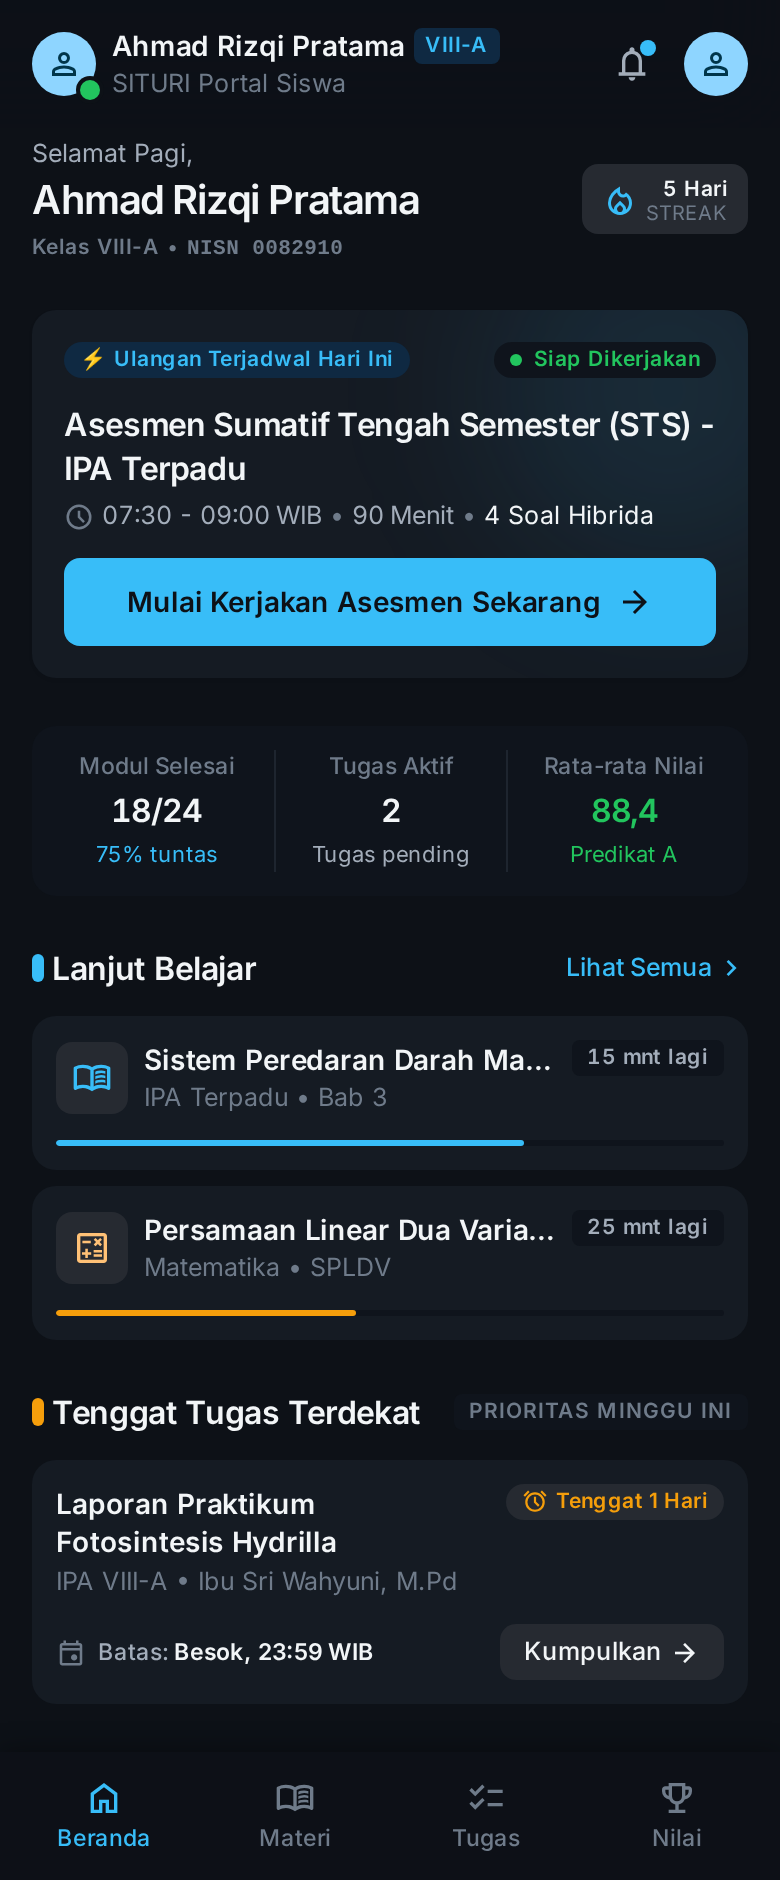 Ahmad Rizqi Pratama VIII-A
SITURI Portal Siswa
Selamat Pagi,
Ahmad Rizqi Pratama
Kelas VIII-A • NISN 0082910
5 Hari
STREAK
⚡ Ulangan Terjadwal Hari Ini
Siap Dikerjakan
Asesmen Sumatif Tengah Semester (STS) -
IPA Terpadu
07:30 - 09:00 WIB • 90 Menit • 4 Soal Hibrida
Mulai Kerjakan Asesmen Sekarang →
Modul Selesai
18/24
75% tuntas
Tugas Aktif
2
Tugas pending
Rata-rata Nilai
88,4
Predikat A
Lanjut Belajar
Lihat Semua
Sistem Peredaran Darah Ma...
15 mnt lagi
IPA Terpadu • Bab 3
Persamaan Linear Dua Varia...
25 mnt lagi
Matematika • SPLDV
Tenggat Tugas Terdekat
PRIORITAS MINGGU INI
Laporan Praktikum
Fotosintesis Hydrilla
Tenggat 1 Hari
IPA VIII-A • Ibu Sri Wahyuni, M.Pd
Batas: Besok, 23:59 WIB
Kumpulkan →
Beranda
Materi
Tugas
Nilai